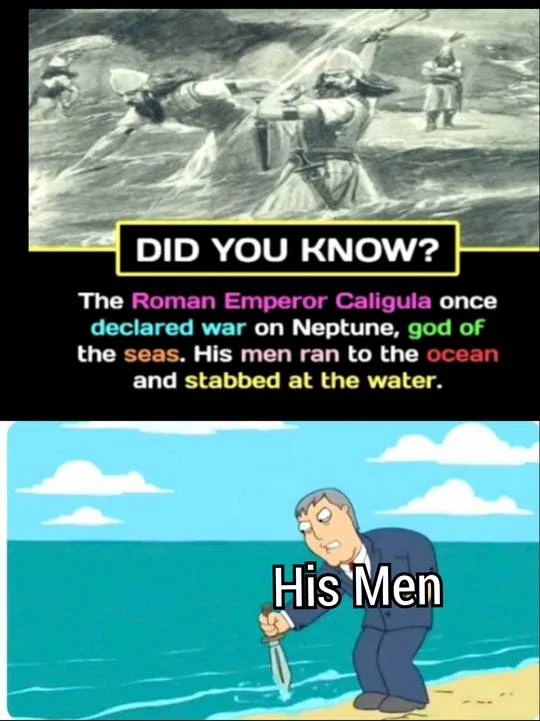 DID YOU KNOW?
The Roman Emperor Caligula once
declared war on Neptune, god of
the seas. His men ran to the ocean
and stabbed at the water.
His Men